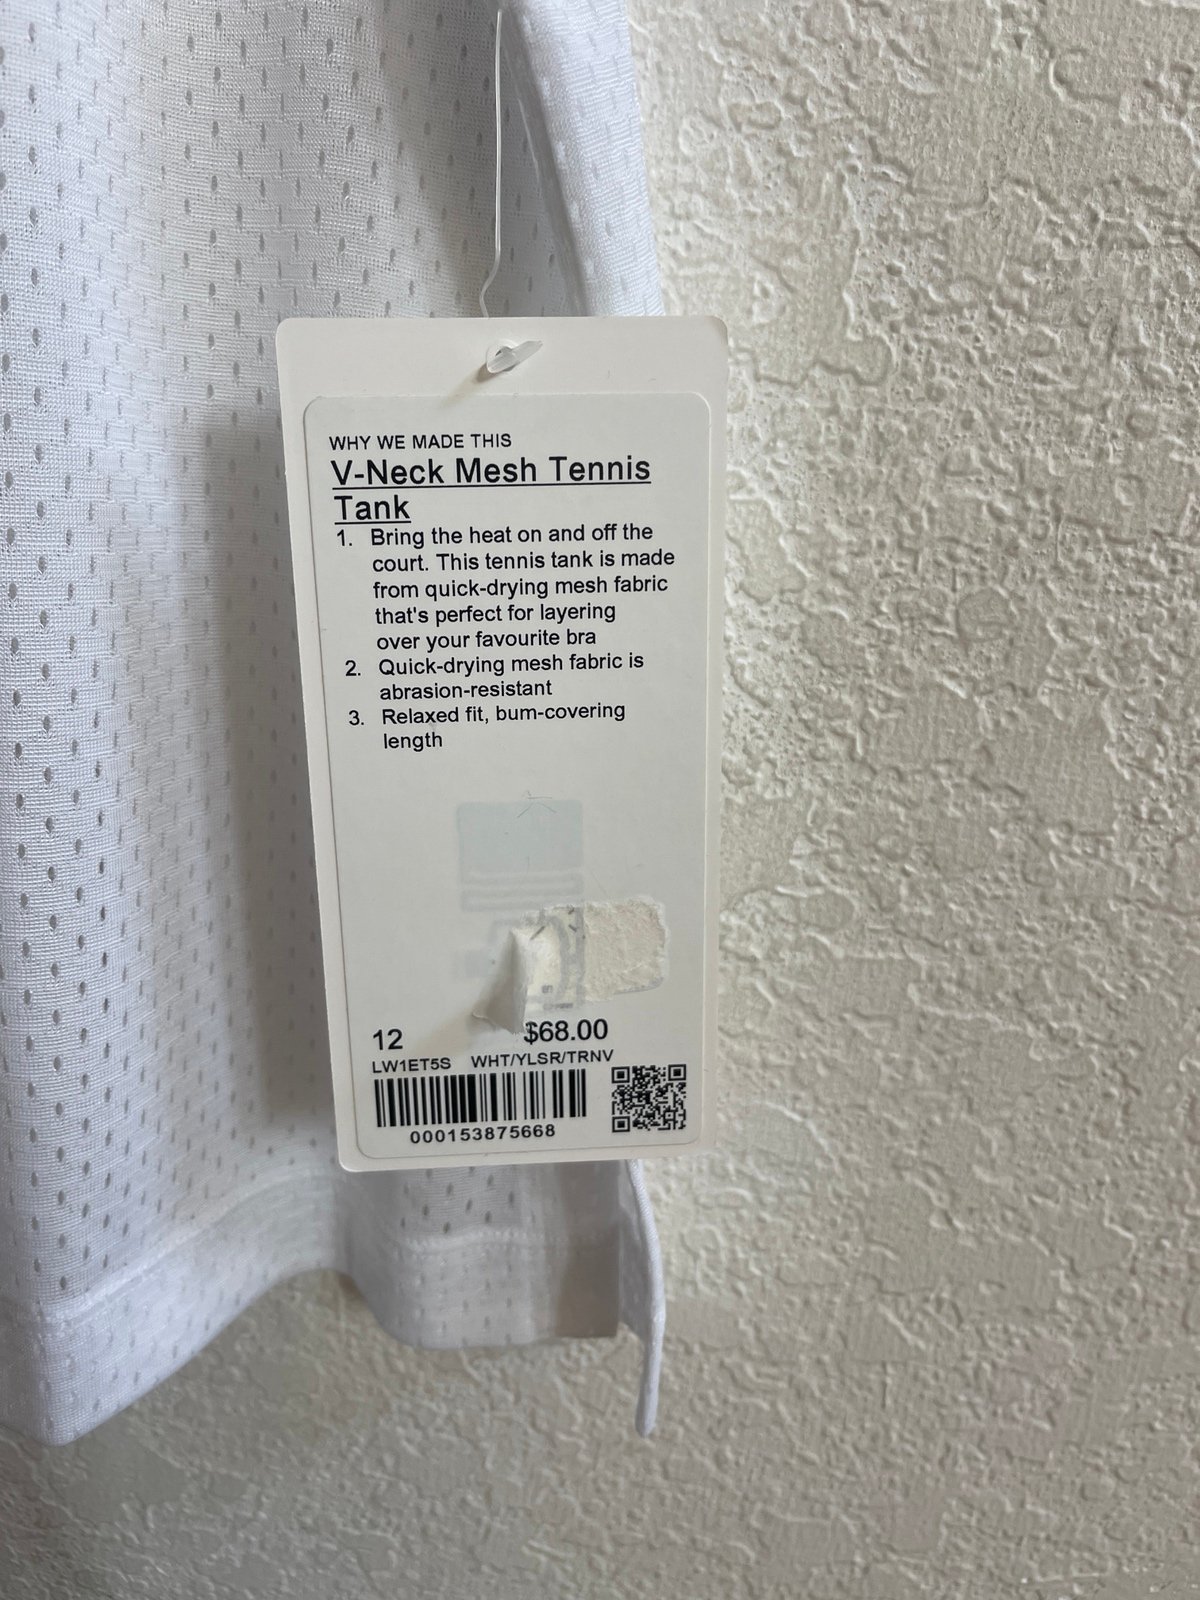 WHY WE MADE THIS
V-Neck Mesh Tennis
Tank
1. Bring the heat on and off the
court. This tennis tank is made
from quick-drying mesh fabric
that's perfect for layering
over your favourite bra
2. Quick-drying mesh fabric is
abrasion-resistant
3. Relaxed fit, bum-covering
length
12 $68.00
LW1ET5S WHT/YLSR/TRNV
000153875668